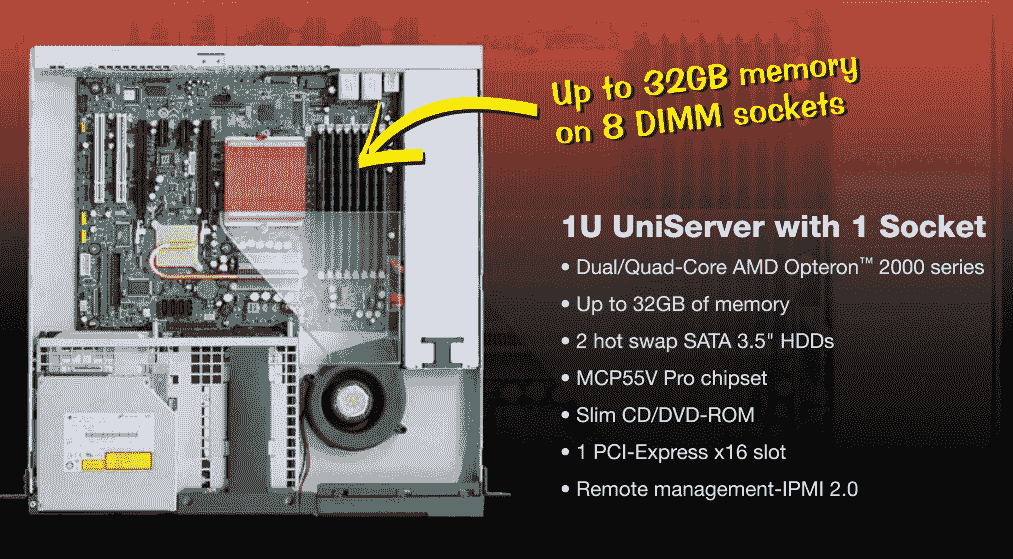 Up to 32GB memory
on 8 DIMM sockets
1U UniServer with 1 Socket
• Dual/Quad-Core AMD Opteron™ 2000 series
• Up to 32GB of memory
• 2 hot swap SATA 3.5" HDDs
• MCP55V Pro chipset
• Slim CD/DVD-ROM
• 1 PCI-Express x16 slot
• Remote management-IPMI 2.0